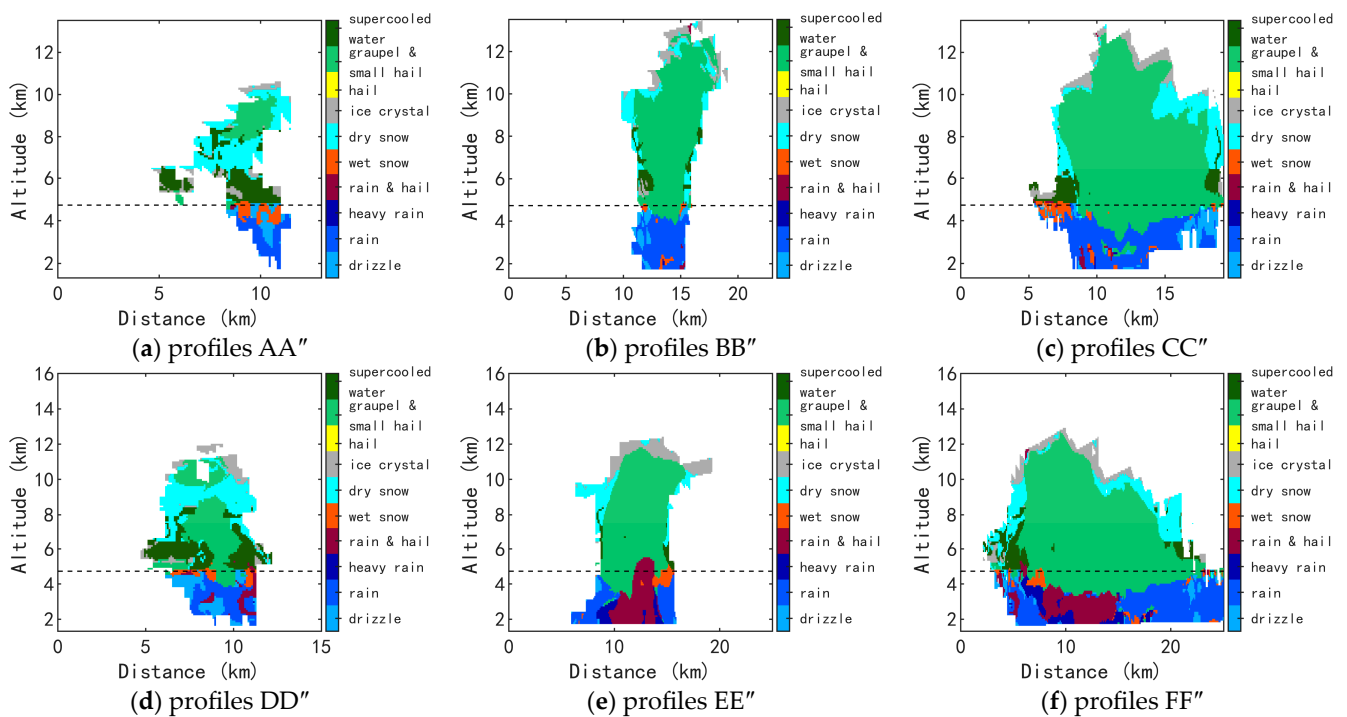 supercooled
water
graupel &
small hail
hail
ice crystal
dry snow
wet snow
rain & hail
heavy rain
rain
drizzle
12
10
8
6
4
2
Altitude (km)
0
5
10
Distance (km)
(a) profiles AA″
supercooled
water
graupel &
small hail
hail
ice crystal
dry snow
wet snow
rain & hail
heavy rain
rain
drizzle
12
10
8
6
4
2
Altitude (km)
0
5
10
15
20
Distance (km)
(b) profiles BB″
supercooled
water
graupel &
small hail
hail
ice crystal
dry snow
wet snow
rain & hail
heavy rain
rain
drizzle
12
10
8
6
4
2
Altitude (km)
0
5
10
15
Distance (km)
(c) profiles CC″
supercooled
water
graupel &
small hail
hail
ice crystal
dry snow
wet snow
rain & hail
heavy rain
rain
drizzle
16
14
12
10
8
6
4
2
Altitude (km)
0
5
10
15
Distance (km)
(d) profiles DD″
supercooled
water
graupel &
small hail
hail
ice crystal
dry snow
wet snow
rain & hail
heavy rain
rain
drizzle
16
14
12
10
8
6
4
2
Altitude (km)
0
10
20
Distance (km)
(e) profiles EE″
supercooled
water
graupel &
small hail
hail
ice crystal
dry snow
wet snow
rain & hail
heavy rain
rain
drizzle
16
14
12
10
8
6
4
2
Altitude (km)
0
10
20
Distance (km)
(f) profiles FF″